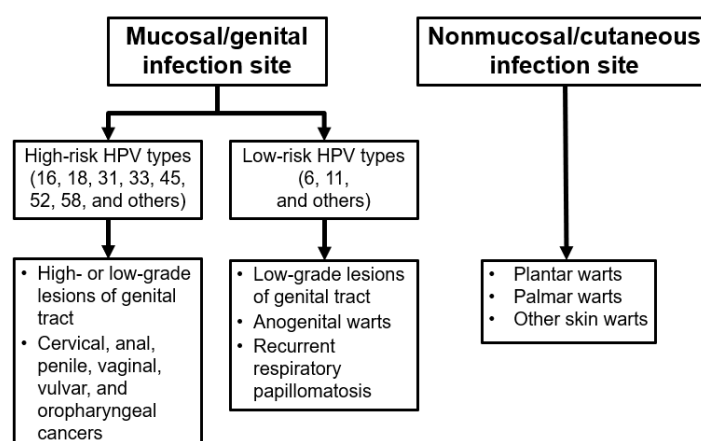 Mucosal/genital
infection site
Nonmucosal/cutaneous
infection site
High-risk HPV types
(16, 18, 31, 33, 45,
52, 58, and others)
Low-risk HPV types
(6, 11,
and others)
• High- or low-grade
lesions of genital
tract
• Cervical, anal,
penile, vaginal,
vulvar, and
oropharyngeal
cancers
• Low-grade lesions
of genital tract
• Anogenital warts
• Recurrent
respiratory
papillomatosis
• Plantar warts
• Palmar warts
• Other skin warts